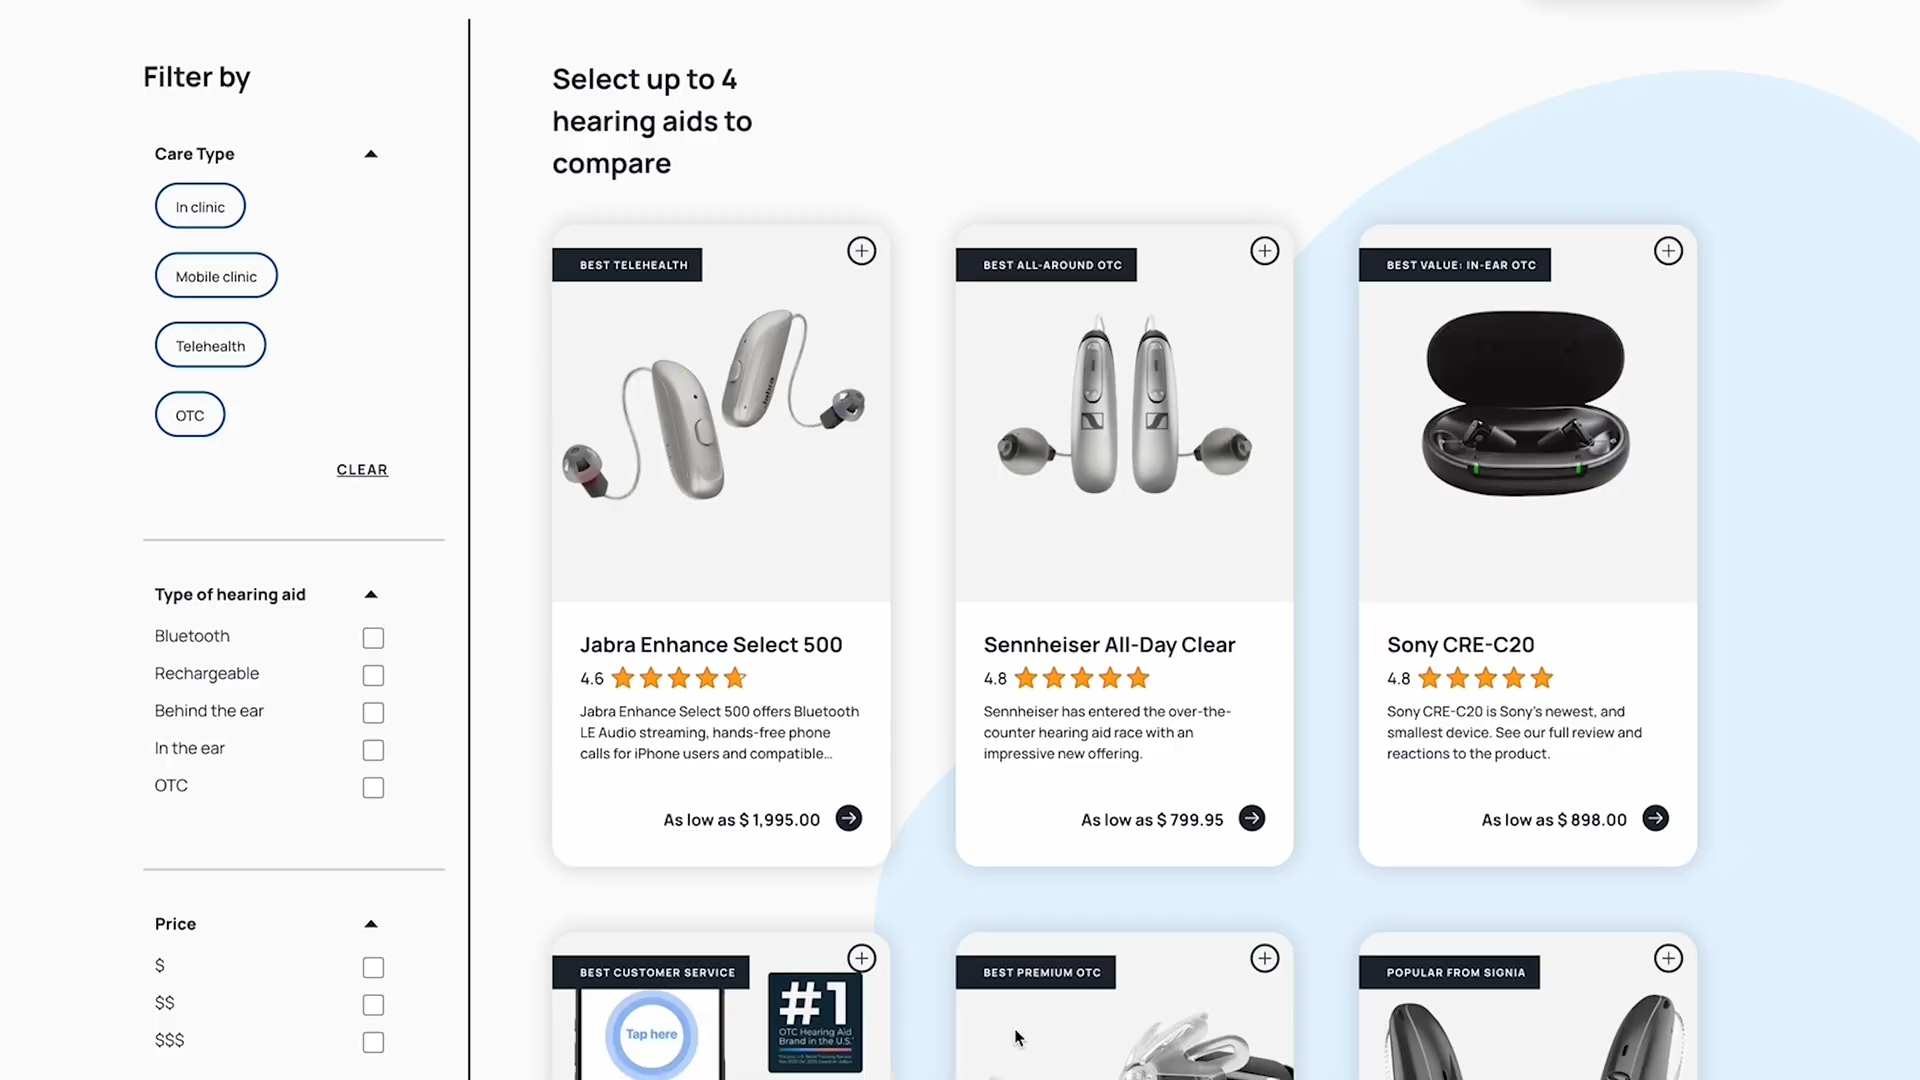 Filter by
Care Type
In clinic
Mobile clinic
Telehealth
OTC
CLEAR
Type of hearing aid
Bluetooth
Rechargeable
Behind the ear
In the ear
OTC
Price
$
$$
$$$
Select up to 4
hearing aids to
compare
BEST TELEHEALTH
Jabra
Jabra Enhance Select 500
4.6
Jabra Enhance Select 500 offers Bluetooth
LE Audio streaming, hands-free phone
calls for iPhone users and compatible...
As low as $ 1,995.00
BEST ALL-AROUND OTC
Sennheiser All-Day Clear
4.8
Sennheiser has entered the over-the-
counter hearing aid race with an
impressive new offering.
As low as $ 799.95
BEST VALUE: IN-EAR OTC
Sony CRE-C20
4.8
Sony CRE-C20 is Sony's newest, and
smallest device. See our full review and
reactions to the product.
As low as $ 898.00
BEST CUSTOMER SERVICE
Tap here
#1
OTC Hearing Aid
Brand in the U.S.*
BEST PREMIUM OTC
POPULAR FROM SIGNIA